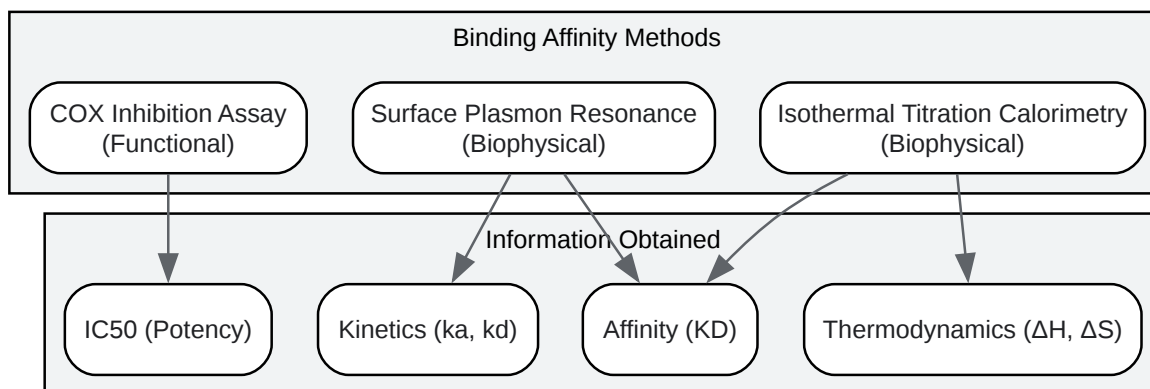 Binding Affinity Methods
COX Inhibition Assay
(Functional)
Surface Plasmon Resonance
(Biophysical)
Isothermal Titration Calorimetry
(Biophysical)
Information Obtained
IC50 (Potency)
Kinetics (ka, kd)
Affinity (KD)
Thermodynamics (ΔH, ΔS)